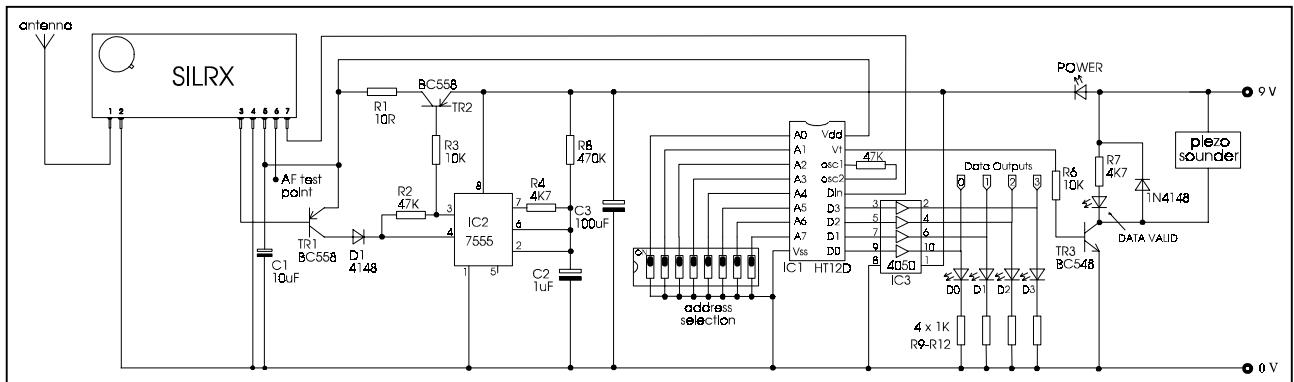 antenna
SILRX
1 2 3 4 5 6 7
AF test
point
TR1
BC558
C1
10uF
D1
4148
R1
10R
BC558
TR2
R3
10K
R2
47K
3
4
8
IC2
7555
1
5
7
6
2
R4
4K7
R8
470K
C3
100uF
C2
1uF
address
selection
A0 Vdd
A1 Vt
A2 osc1
A3 osc2
A4 Din
A5 D3
A6 D2
A7 D1
Vss D0
IC1 HT12D
47K
3 2
5 4
7 6
9 10
8 4050 1
IC3
Data Outputs
0 1 2 3
D0 D1 D2 D3
4 x 1K
R9-R12
POWER
R6
10K
R7
4K7
1N4148
DATA VALID
TR3
BC548
piezo
sounder
9 V
0 V